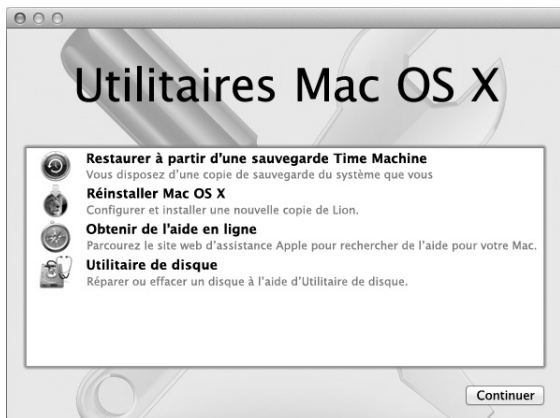 Utilitaires Mac OS X
Restaurer à partir d'une sauvegarde Time Machine
Vous disposez d'une copie de sauvegarde du système que vous
Réinstaller Mac OS X
Configurer et installer une nouvelle copie de Lion.
Obtenir de l'aide en ligne
Parcourez le site web d'assistance Apple pour rechercher de l'aide pour votre Mac.
Utilitaire de disque
Réparer ou effacer un disque à l'aide d'Utilitaire de disque.
Continuer